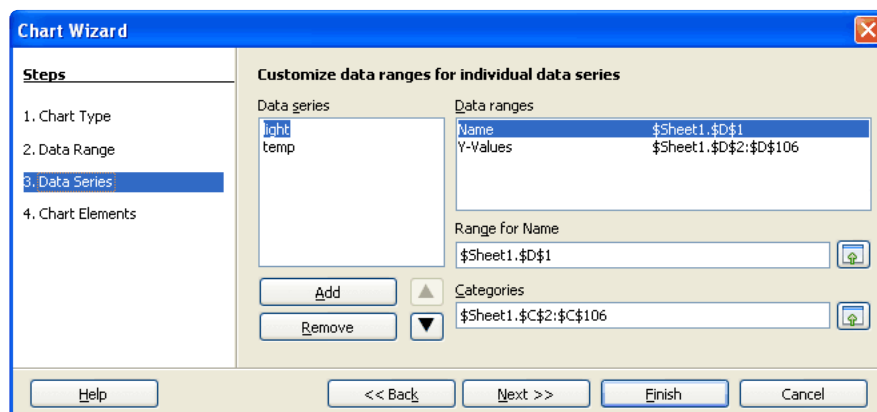 Chart Wizard
Steps
1. Chart Type
2. Data Range
3. Data Series
4. Chart Elements
Customize data ranges for individual data series
Data series
light
temp
Data ranges
Name $Sheet1.$D$1
Y-Values $Sheet1.$D$2:$D$106
Range for Name
$Sheet1.$D$1
Categories
$Sheet1.$C$2:$C$106
Add
Remove
Help
<< Back
Next >>
Finish
Cancel